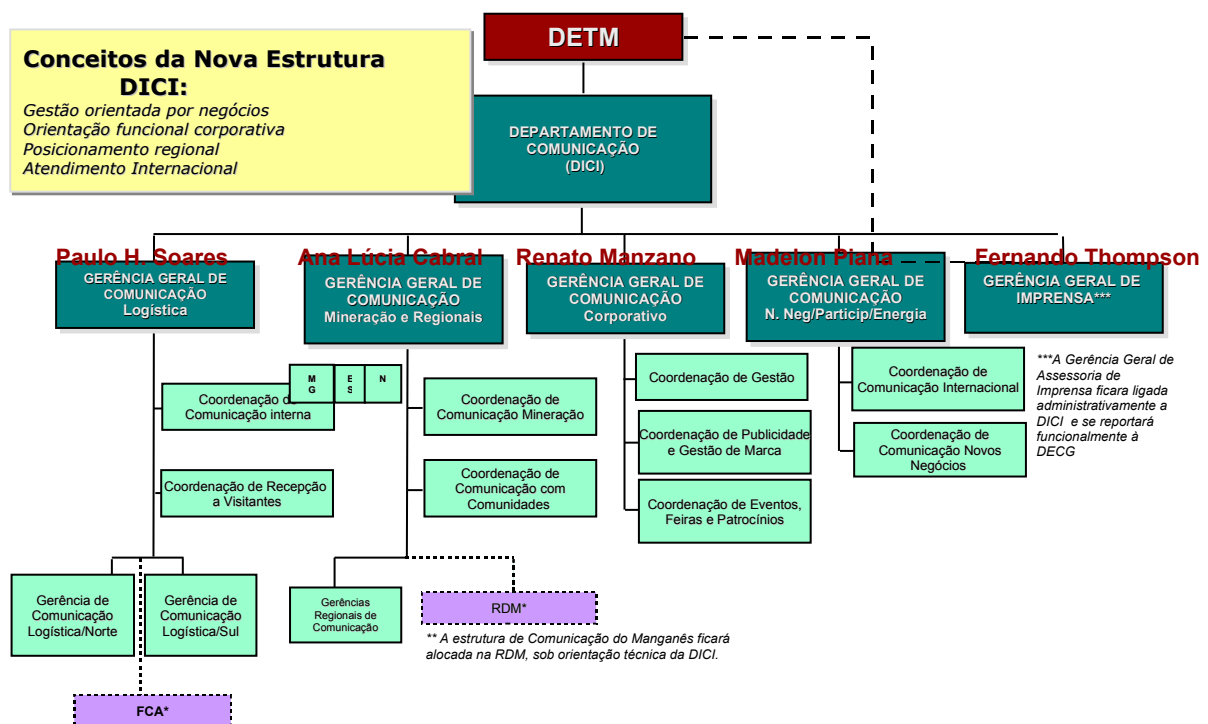 DETM
Conceitos da Nova Estrutura
DICI:
Gestão orientada por negócios
Orientação funcional corporativa
Posicionamento regional
Atendimento Internacional
DEPARTAMENTO DE
COMUNICAÇÃO
(DICI)
Paulo H. Soares
GERÊNCIA GERAL DE
COMUNICAÇÃO
Logística
Ana Lúcia Cabral
GERÊNCIA GERAL DE
COMUNICAÇÃO
Mineração e Regionais
Renato Manzano
GERÊNCIA GERAL DE
COMUNICAÇÃO
Corporativo
Madelon Piana
GERÊNCIA GERAL DE
COMUNICAÇÃO
N. Neg/Particip/Energia
Fernando Thompson
GERÊNCIA GERAL DE
IMPRENSA***
***A Gerência Geral de
Assessoria de
Imprensa ficara ligada
administrativamente a
DICI e se reportará
funcionalmente à
DECG
Coordenação de
Comunicação interna
Coordenação de Recepção
a Visitantes
Gerência de
Comunicação
Logística/Norte
Gerência de
Comunicação
Logística/Sul
FCA*
M
G
E
S
N
Coordenação de
Comunicação Mineração
Coordenação de
Comunicação com
Comunidades
Gerências
Regionais de
Comunicação
RDM*
** A estrutura de Comunicação do Manganês ficará
alocada na RDM, sob orientação técnica da DICI.
Coordenação de Gestão
Coordenação de Publicidade
e Gestão de Marca
Coordenação de Eventos,
Feiras e Patrocínios
Coordenação de
Comunicação Internacional
Coordenação de
Comunicação Novos
Negócios